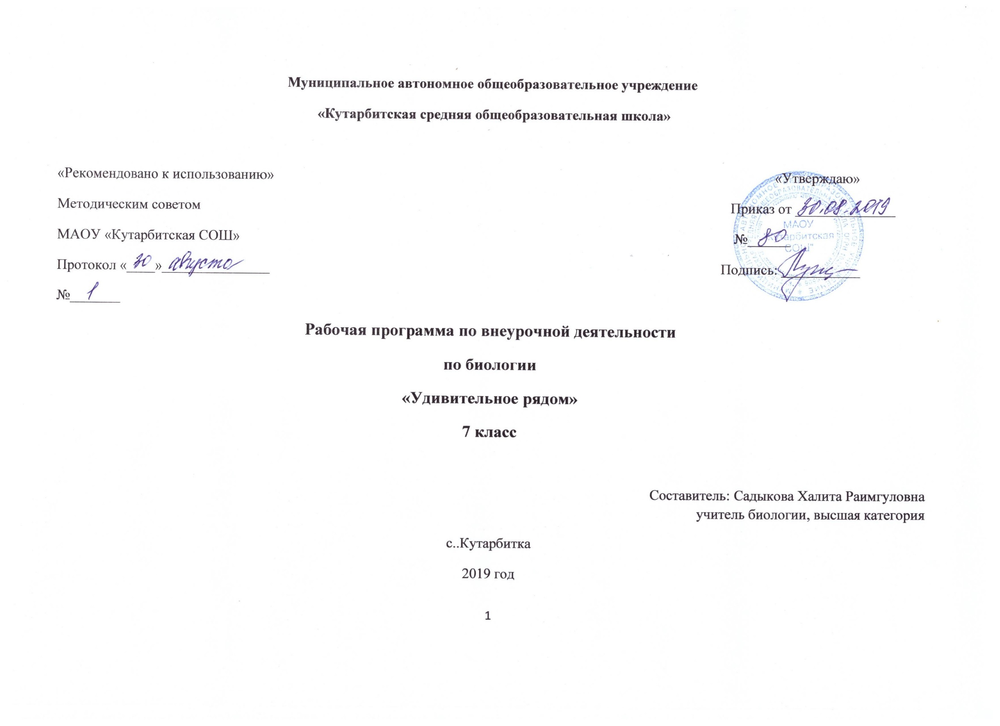 Муниципальное автономное общеобразовательное учреждение
«Кутарбитская средняя общеобразовательная школа»
«Рекомендовано к использованию»
Методическим советом
МАОУ «Кутарбитская СОШ»
Протокол «30» августа
№ 1
«Утверждаю»
Приказ от 30.08.2019
№ 80
Подпись:
МАОУ
"Кутарбитская
СОШ"
Рабочая программа по внеурочной деятельности
по биологии
«Удивительное рядом»
7 класс
Составитель: Садыкова Халита Раимгуловна
учитель биологии, высшая категория
с..Кутарбитка
2019 год
1